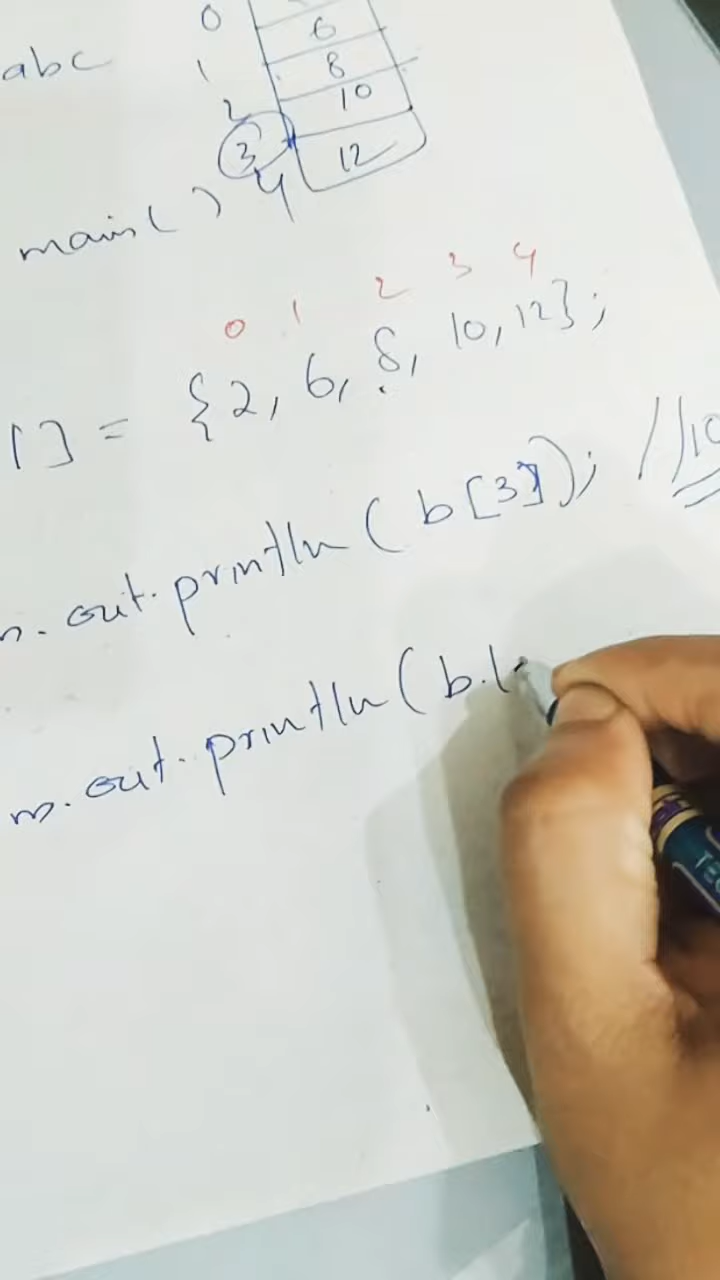 0
6
abc 1 8
2 10
3
4 12
main()
0 1 2 3 4
[] = {2, 6, 8, 10, 12};
m.out.println(b[3]); //10
m.out.println(b.l